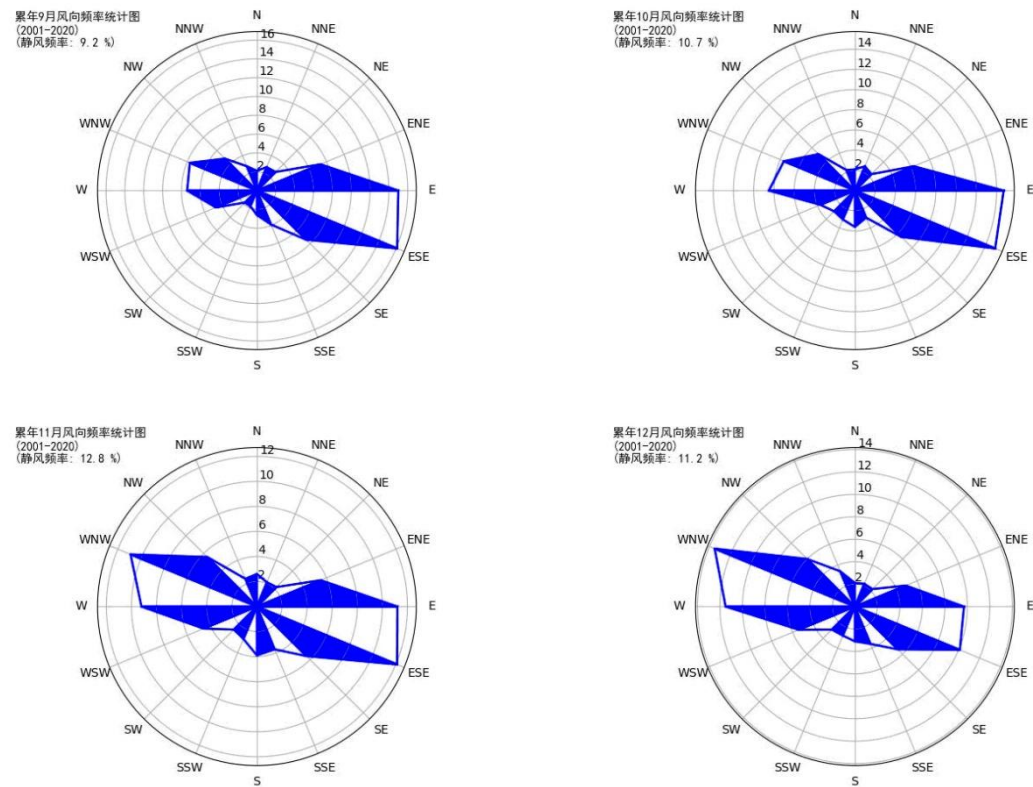 累年9月风向频率统计图
(2001-2020)
(静风频率: 9.2 %)
N
NNE
NE
ENE
E
ESE
SE
SSE
S
SSW
SW
WSW
W
WNW
NW
NNW
16
14
12
10
8
6
4
2
累年10月风向频率统计图
(2001-2020)
(静风频率: 10.7 %)
N
NNE
NE
ENE
E
ESE
SE
SSE
S
SSW
SW
WSW
W
WNW
NW
NNW
14
12
10
8
6
4
2
累年11月风向频率统计图
(2001-2020)
(静风频率: 12.8 %)
N
NNE
NE
ENE
E
ESE
SE
SSE
S
SSW
SW
WSW
W
WNW
NW
NNW
12
10
8
6
4
2
累年12月风向频率统计图
(2001-2020)
(静风频率: 11.2 %)
N
NNE
NE
ENE
E
ESE
SE
SSE
S
SSW
SW
WSW
W
WNW
NW
NNW
14
12
10
8
6
4
2